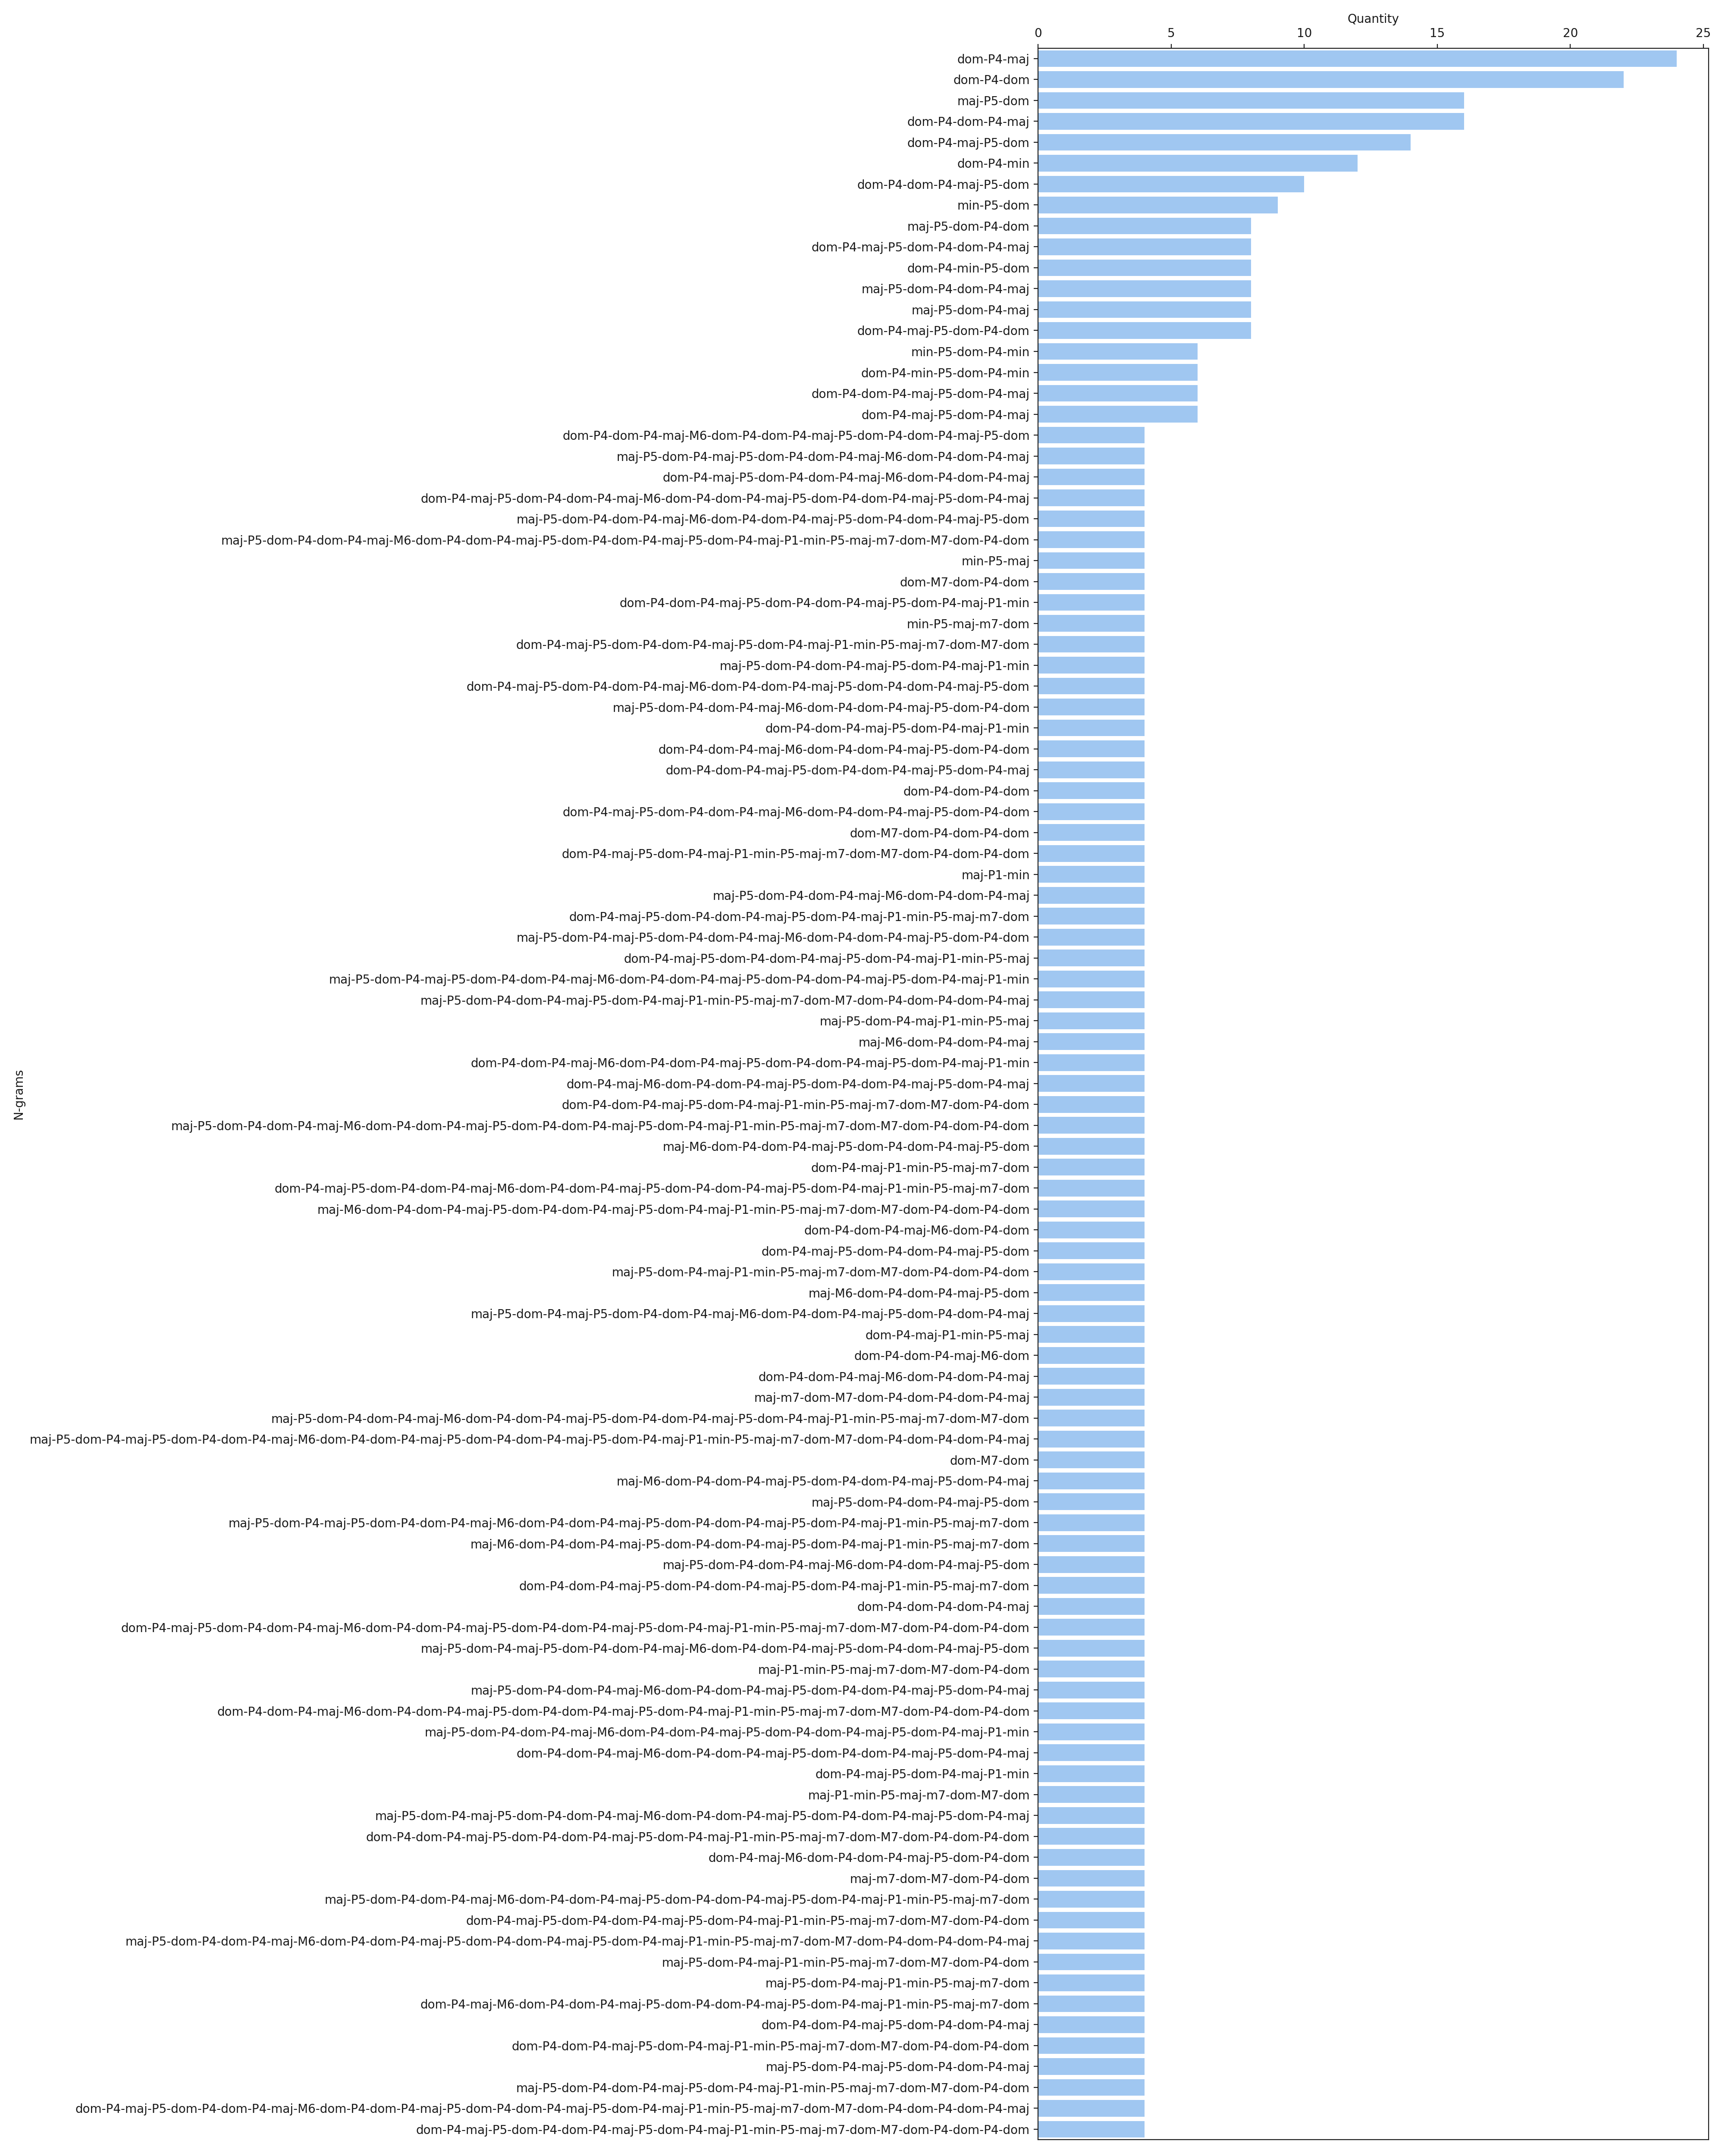 Quantity
0 5 10 15 20 25
dom-P4-maj
dom-P4-dom
maj-P5-dom
dom-P4-dom-P4-maj
dom-P4-maj-P5-dom
dom-P4-min
dom-P4-dom-P4-maj-P5-dom
min-P5-dom
maj-P5-dom-P4-dom
dom-P4-maj-P5-dom-P4-dom-P4-maj
dom-P4-min-P5-dom
maj-P5-dom-P4-dom-P4-maj
maj-P5-dom-P4-maj
dom-P4-maj-P5-dom-P4-dom
min-P5-dom-P4-min
dom-P4-min-P5-dom-P4-min
dom-P4-dom-P4-maj-P5-dom-P4-maj
dom-P4-maj-P5-dom-P4-maj
dom-P4-dom-P4-maj-M6-dom-P4-dom-P4-maj-P5-dom-P4-dom-P4-maj-P5-dom
maj-P5-dom-P4-maj-P5-dom-P4-dom-P4-maj-M6-dom-P4-dom-P4-maj
dom-P4-maj-P5-dom-P4-dom-P4-maj-M6-dom-P4-dom-P4-maj
dom-P4-maj-P5-dom-P4-dom-P4-maj-M6-dom-P4-dom-P4-maj-P5-dom-P4-dom-P4-maj-P5-dom-P4-maj
maj-P5-dom-P4-dom-P4-maj-M6-dom-P4-dom-P4-maj-P5-dom-P4-dom-P4-maj-P5-dom
maj-P5-dom-P4-dom-P4-maj-M6-dom-P4-dom-P4-maj-P5-dom-P4-dom-P4-maj-P5-dom-P4-maj-P1-min-P5-maj-m7-dom-M7-dom-P4-dom
min-P5-maj
dom-M7-dom-P4-dom
dom-P4-dom-P4-maj-P5-dom-P4-dom-P4-maj-P5-dom-P4-maj-P1-min
min-P5-maj-m7-dom
dom-P4-maj-P5-dom-P4-dom-P4-maj-P5-dom-P4-maj-P1-min-P5-maj-m7-dom-M7-dom
maj-P5-dom-P4-dom-P4-maj-P5-dom-P4-maj-P1-min
dom-P4-maj-P5-dom-P4-dom-P4-maj-M6-dom-P4-dom-P4-maj-P5-dom-P4-dom-P4-maj-P5-dom
maj-P5-dom-P4-dom-P4-maj-M6-dom-P4-dom-P4-maj-P5-dom-P4-dom
dom-P4-dom-P4-maj-P5-dom-P4-maj-P1-min
dom-P4-dom-P4-maj-M6-dom-P4-dom-P4-maj-P5-dom-P4-dom
dom-P4-dom-P4-maj-P5-dom-P4-dom-P4-maj-P5-dom-P4-maj
dom-P4-dom-P4-dom
dom-P4-maj-P5-dom-P4-dom-P4-maj-M6-dom-P4-dom-P4-maj-P5-dom-P4-dom
dom-M7-dom-P4-dom-P4-dom
dom-P4-maj-P5-dom-P4-maj-P1-min-P5-maj-m7-dom-M7-dom-P4-dom-P4-dom
maj-P1-min
maj-P5-dom-P4-dom-P4-maj-M6-dom-P4-dom-P4-maj
dom-P4-maj-P5-dom-P4-dom-P4-maj-P5-dom-P4-maj-P1-min-P5-maj-m7-dom
maj-P5-dom-P4-maj-P5-dom-P4-dom-P4-maj-M6-dom-P4-dom-P4-maj-P5-dom-P4-dom
dom-P4-maj-P5-dom-P4-dom-P4-maj-P5-dom-P4-maj-P1-min-P5-maj
maj-P5-dom-P4-maj-P5-dom-P4-dom-P4-maj-M6-dom-P4-dom-P4-maj-P5-dom-P4-dom-P4-maj-P5-dom-P4-maj-P1-min
maj-P5-dom-P4-dom-P4-maj-P5-dom-P4-maj-P1-min-P5-maj-m7-dom-M7-dom-P4-dom-P4-dom-P4-maj
maj-P5-dom-P4-maj-P1-min-P5-maj
maj-M6-dom-P4-dom-P4-maj
dom-P4-dom-P4-maj-M6-dom-P4-dom-P4-maj-P5-dom-P4-dom-P4-maj-P5-dom-P4-maj-P1-min
dom-P4-maj-M6-dom-P4-dom-P4-maj-P5-dom-P4-dom-P4-maj-P5-dom-P4-maj
dom-P4-dom-P4-maj-P5-dom-P4-maj-P1-min-P5-maj-m7-dom-M7-dom-P4-dom
maj-P5-dom-P4-dom-P4-maj-M6-dom-P4-dom-P4-maj-P5-dom-P4-dom-P4-maj-P5-dom-P4-maj-P1-min-P5-maj-m7-dom-M7-dom-P4-dom-P4-dom
maj-M6-dom-P4-dom-P4-maj-P5-dom-P4-dom-P4-maj-P5-dom
dom-P4-maj-P1-min-P5-maj-m7-dom
dom-P4-maj-P5-dom-P4-dom-P4-maj-M6-dom-P4-dom-P4-maj-P5-dom-P4-dom-P4-maj-P5-dom-P4-maj-P1-min-P5-maj-m7-dom
maj-M6-dom-P4-dom-P4-maj-P5-dom-P4-dom-P4-maj-P5-dom-P4-maj-P1-min-P5-maj-m7-dom-M7-dom-P4-dom-P4-dom
dom-P4-dom-P4-maj-M6-dom-P4-dom
dom-P4-maj-P5-dom-P4-dom-P4-maj-P5-dom
maj-P5-dom-P4-maj-P1-min-P5-maj-m7-dom-M7-dom-P4-dom-P4-dom
maj-M6-dom-P4-dom-P4-maj-P5-dom
maj-P5-dom-P4-maj-P5-dom-P4-dom-P4-maj-M6-dom-P4-dom-P4-maj-P5-dom-P4-dom-P4-maj
dom-P4-maj-P1-min-P5-maj
dom-P4-dom-P4-maj-M6-dom
dom-P4-dom-P4-maj-M6-dom-P4-dom-P4-maj
maj-m7-dom-M7-dom-P4-dom-P4-dom-P4-maj
maj-P5-dom-P4-dom-P4-maj-M6-dom-P4-dom-P4-maj-P5-dom-P4-dom-P4-maj-P5-dom-P4-maj-P1-min-P5-maj-m7-dom-M7-dom
maj-P5-dom-P4-maj-P5-dom-P4-dom-P4-maj-M6-dom-P4-dom-P4-maj-P5-dom-P4-dom-P4-maj-P5-dom-P4-maj-P1-min-P5-maj-m7-dom-M7-dom-P4-dom-P4-dom-P4-maj
dom-M7-dom
maj-M6-dom-P4-dom-P4-maj-P5-dom-P4-dom-P4-maj-P5-dom-P4-maj
maj-P5-dom-P4-dom-P4-maj-P5-dom
maj-P5-dom-P4-maj-P5-dom-P4-dom-P4-maj-M6-dom-P4-dom-P4-maj-P5-dom-P4-dom-P4-maj-P5-dom-P4-maj-P1-min-P5-maj-m7-dom
maj-M6-dom-P4-dom-P4-maj-P5-dom-P4-dom-P4-maj-P5-dom-P4-maj-P1-min-P5-maj-m7-dom
maj-P5-dom-P4-dom-P4-maj-M6-dom-P4-dom-P4-maj-P5-dom
dom-P4-dom-P4-maj-P5-dom-P4-dom-P4-maj-P5-dom-P4-maj-P1-min-P5-maj-m7-dom
dom-P4-dom-P4-dom-P4-maj
dom-P4-maj-P5-dom-P4-dom-P4-maj-M6-dom-P4-dom-P4-maj-P5-dom-P4-dom-P4-maj-P5-dom-P4-maj-P1-min-P5-maj-m7-dom-M7-dom-P4-dom-P4-dom
maj-P5-dom-P4-maj-P5-dom-P4-dom-P4-maj-M6-dom-P4-dom-P4-maj-P5-dom-P4-dom-P4-maj-P5-dom
maj-P1-min-P5-maj-m7-dom-M7-dom-P4-dom
maj-P5-dom-P4-dom-P4-maj-M6-dom-P4-dom-P4-maj-P5-dom-P4-dom-P4-maj-P5-dom-P4-maj
dom-P4-dom-P4-maj-M6-dom-P4-dom-P4-maj-P5-dom-P4-dom-P4-maj-P5-dom-P4-maj-P1-min-P5-maj-m7-dom-M7-dom-P4-dom-P4-dom
maj-P5-dom-P4-dom-P4-maj-M6-dom-P4-dom-P4-maj-P5-dom-P4-dom-P4-maj-P5-dom-P4-maj-P1-min
dom-P4-dom-P4-maj-M6-dom-P4-dom-P4-maj-P5-dom-P4-dom-P4-maj-P5-dom-P4-maj
dom-P4-maj-P5-dom-P4-maj-P1-min
maj-P1-min-P5-maj-m7-dom-M7-dom
maj-P5-dom-P4-maj-P5-dom-P4-dom-P4-maj-M6-dom-P4-dom-P4-maj-P5-dom-P4-dom-P4-maj-P5-dom-P4-maj
dom-P4-dom-P4-maj-P5-dom-P4-dom-P4-maj-P5-dom-P4-maj-P1-min-P5-maj-m7-dom-M7-dom-P4-dom-P4-dom
dom-P4-maj-M6-dom-P4-dom-P4-maj-P5-dom-P4-dom
maj-m7-dom-M7-dom-P4-dom
maj-P5-dom-P4-dom-P4-maj-M6-dom-P4-dom-P4-maj-P5-dom-P4-dom-P4-maj-P5-dom-P4-maj-P1-min-P5-maj-m7-dom
dom-P4-maj-P5-dom-P4-dom-P4-maj-P5-dom-P4-maj-P1-min-P5-maj-m7-dom-M7-dom-P4-dom
maj-P5-dom-P4-dom-P4-maj-M6-dom-P4-dom-P4-maj-P5-dom-P4-dom-P4-maj-P5-dom-P4-maj-P1-min-P5-maj-m7-dom-M7-dom-P4-dom-P4-dom-P4-maj
maj-P5-dom-P4-maj-P1-min-P5-maj-m7-dom-M7-dom-P4-dom
maj-P5-dom-P4-maj-P1-min-P5-maj-m7-dom
dom-P4-maj-M6-dom-P4-dom-P4-maj-P5-dom-P4-dom-P4-maj-P5-dom-P4-maj-P1-min-P5-maj-m7-dom
dom-P4-dom-P4-maj-P5-dom-P4-dom-P4-maj
dom-P4-dom-P4-maj-P5-dom-P4-maj-P1-min-P5-maj-m7-dom-M7-dom-P4-dom-P4-dom
maj-P5-dom-P4-maj-P5-dom-P4-dom-P4-maj
maj-P5-dom-P4-dom-P4-maj-P5-dom-P4-maj-P1-min-P5-maj-m7-dom-M7-dom-P4-dom
dom-P4-maj-P5-dom-P4-dom-P4-maj-M6-dom-P4-dom-P4-maj-P5-dom-P4-dom-P4-maj-P5-dom-P4-maj-P1-min-P5-maj-m7-dom-M7-dom-P4-dom-P4-dom-P4-maj
dom-P4-maj-P5-dom-P4-dom-P4-maj-P5-dom-P4-maj-P1-min-P5-maj-m7-dom-M7-dom-P4-dom-P4-dom
N-grams